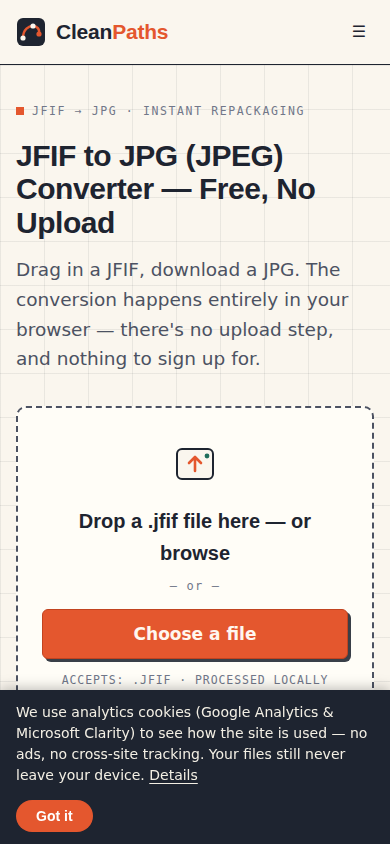 CleanPaths
☰
JFIF → JPG · INSTANT REPACKAGING
JFIF to JPG (JPEG)
Converter — Free, No
Upload
Drag in a JFIF, download a JPG. The
conversion happens entirely in your
browser — there's no upload step,
and nothing to sign up for.
Drop a .jfif file here — or
browse
— or —
Choose a file
ACCEPTS: .JFIF · PROCESSED LOCALLY
We use analytics cookies (Google Analytics &
Microsoft Clarity) to see how the site is used — no
ads, no cross-site tracking. Your files still never
leave your device. Details
Got it